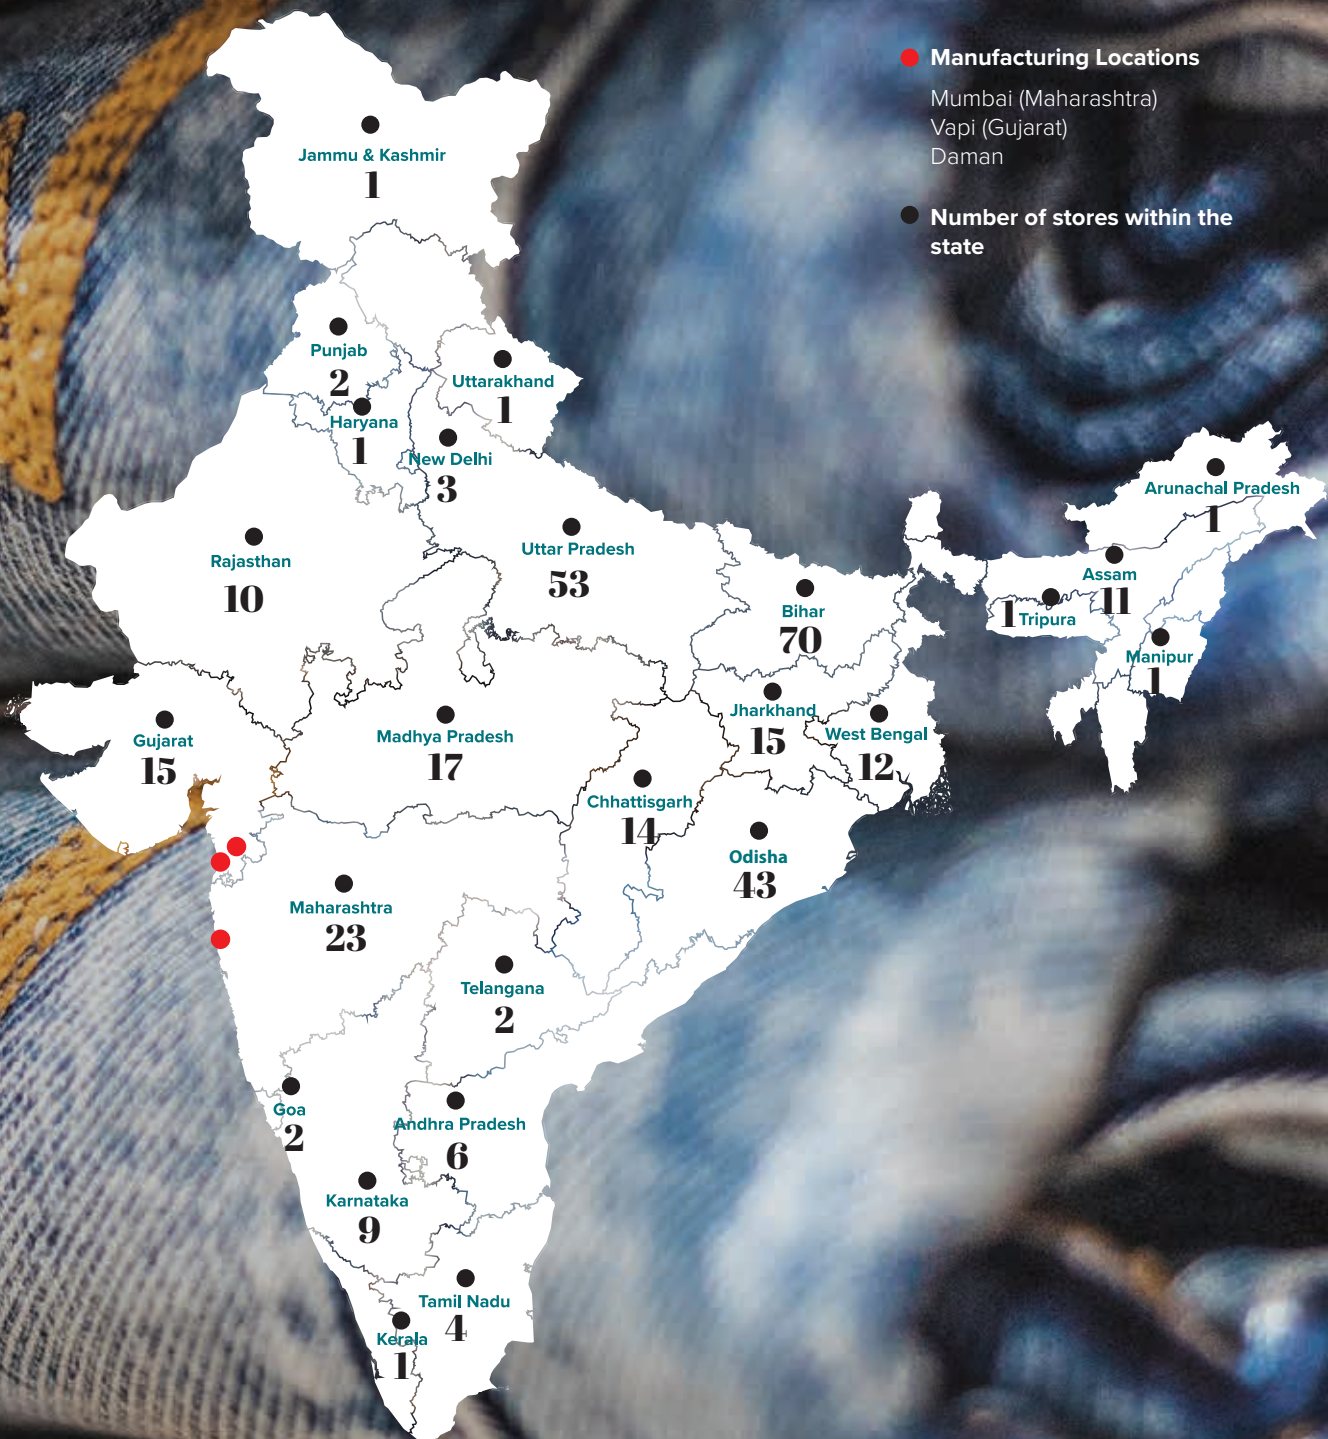 Manufacturing Locations
Mumbai (Maharashtra)
Vapi (Gujarat)
Daman
Number of stores within the
state
Jammu & Kashmir
1
Punjab
2
Uttarakhand
1
Haryana
1
New Delhi
3
Arunachal Pradesh
1
Rajasthan
10
Uttar Pradesh
53
Bihar
70
Assam
11
Tripura
1
Manipur
1
Gujarat
15
Madhya Pradesh
17
Jharkhand
15
West Bengal
12
Chhattisgarh
14
Odisha
43
Maharashtra
23
Telangana
2
Goa
2
Andhra Pradesh
6
Karnataka
9
Tamil Nadu
4
Kerala
1